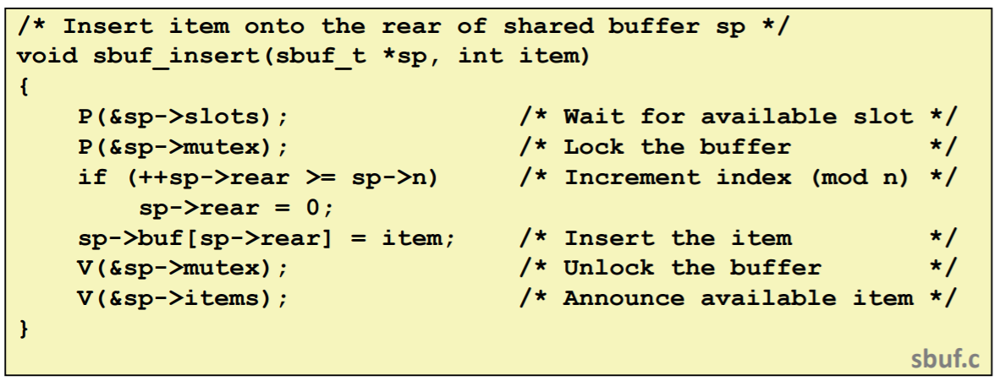 /* Insert item onto the rear of shared buffer sp */
void sbuf_insert(sbuf_t *sp, int item)
{
    P(&sp->slots);               /* Wait for available slot */
    P(&sp->mutex);               /* Lock the buffer         */
    if (++sp->rear >= sp->n)     /* Increment index (mod n) */
        sp->rear = 0;
    sp->buf[sp->rear] = item;    /* Insert the item         */
    V(&sp->mutex);               /* Unlock the buffer       */
    V(&sp->items);               /* Announce available item */
}
sbuf.c